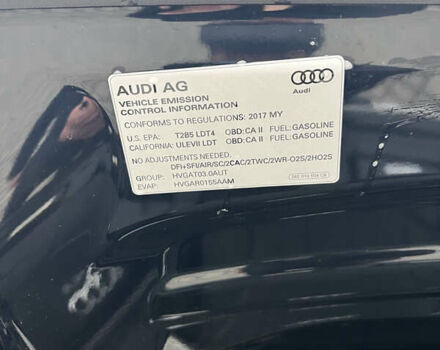 AUDI AG
Audi
VEHICLE EMISSION
CONTROL INFORMATION
CONFORMS TO REGULATIONS: 2017 MY
U.S. EPA: T2B5 LDT4 OBD:CA II FUEL:GASOLINE
CALIFORNIA: ULEVII LDT OBD:CA II FUEL:GASOLINE
NO ADJUSTMENTS NEEDED.
DFI+SFI/AIR/SC/2CAC/2TWC/2WR-O2S/2HO2S
GROUP: HVGAT03.0AUT
EVAP: HVGAR0155AAM